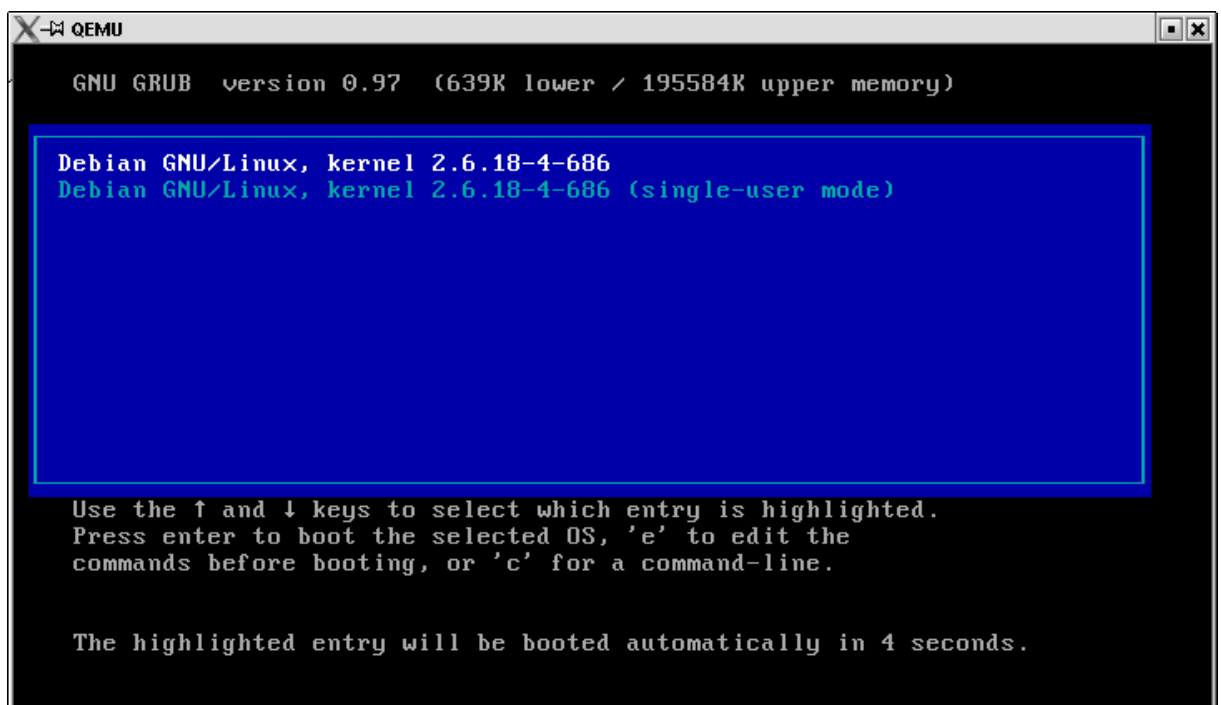 QEMU
GNU GRUB version 0.97 (639K lower / 195584K upper memory)
Debian GNU/Linux, kernel 2.6.18-4-686
Debian GNU/Linux, kernel 2.6.18-4-686 (single-user mode)
Use the ↑ and ↓ keys to select which entry is highlighted.
Press enter to boot the selected OS, 'e' to edit the
commands before booting, or 'c' for a command-line.
The highlighted entry will be booted automatically in 4 seconds.